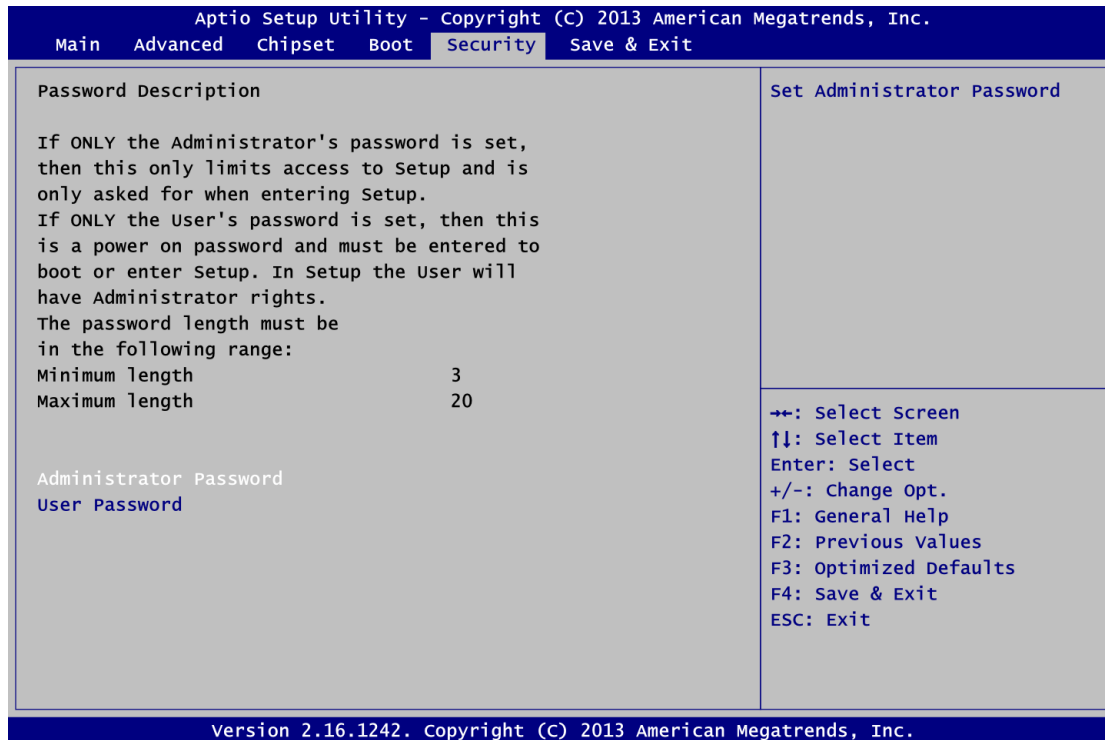 Aptio Setup Utility – Copyright (C) 2013 American Megatrends, Inc.
Main Advanced Chipset Boot Security Save & Exit
Password Description
If ONLY the Administrator's password is set,
then this only limits access to Setup and is
only asked for when entering Setup.
If ONLY the User's password is set, then this
is a power on password and must be entered to
boot or enter Setup. In Setup the User will
have Administrator rights.
The password length must be
in the following range:
Minimum length 3
Maximum length 20
Administrator Password
User Password
Set Administrator Password
→←: Select Screen
↑↓: Select Item
Enter: Select
+/-: Change Opt.
F1: General Help
F2: Previous Values
F3: Optimized Defaults
F4: Save & Exit
ESC: Exit
Version 2.16.1242. Copyright (C) 2013 American Megatrends, Inc.